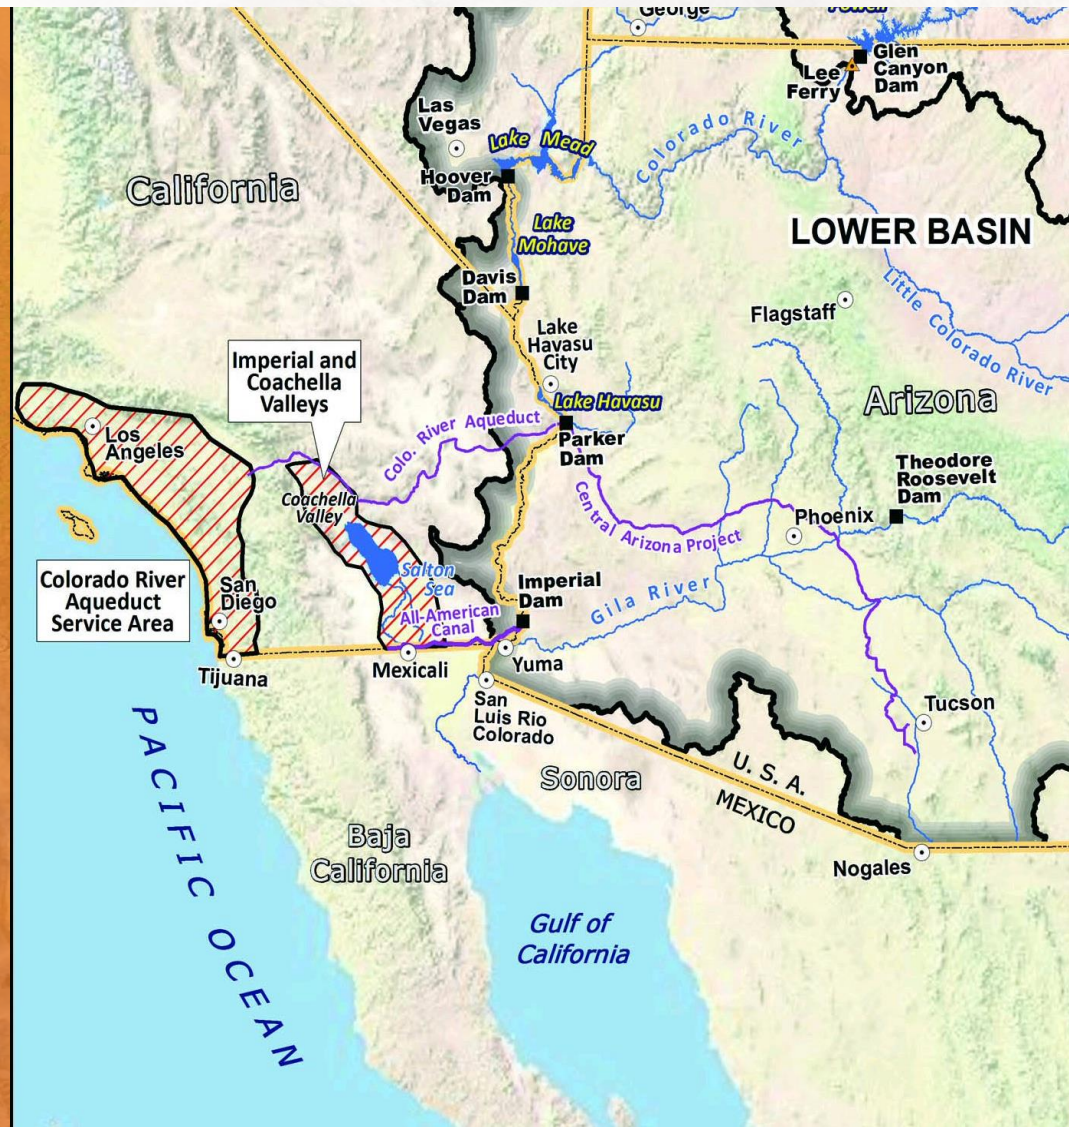 George
Powell
Glen
Canyon
Dam
Lee
Ferry
Las
Vegas
Lake Mead
Colorado River
California
Hoover
Dam
LOWER BASIN
Lake
Mohave
Davis
Dam
Little Colorado River
Flagstaff
Lake
Havasu
City
Imperial and
Coachella
Valleys
Lake Havasu
Arizona
Los
Angeles
Colo. River Aqueduct
Parker
Dam
Theodore
Roosevelt
Dam
Coachella
Valley
Central Arizona Project
Phoenix
Colorado River
Aqueduct
Service Area
San
Diego
Salton
Sea
Imperial
Dam
Gila River
All-American
Canal
Tijuana
Mexicali
Yuma
San
Luis Rio
Colorado
Tucson
PACIFIC OCEAN
Sonora
U. S. A.
MEXICO
Baja
California
Nogales
Gulf of
California